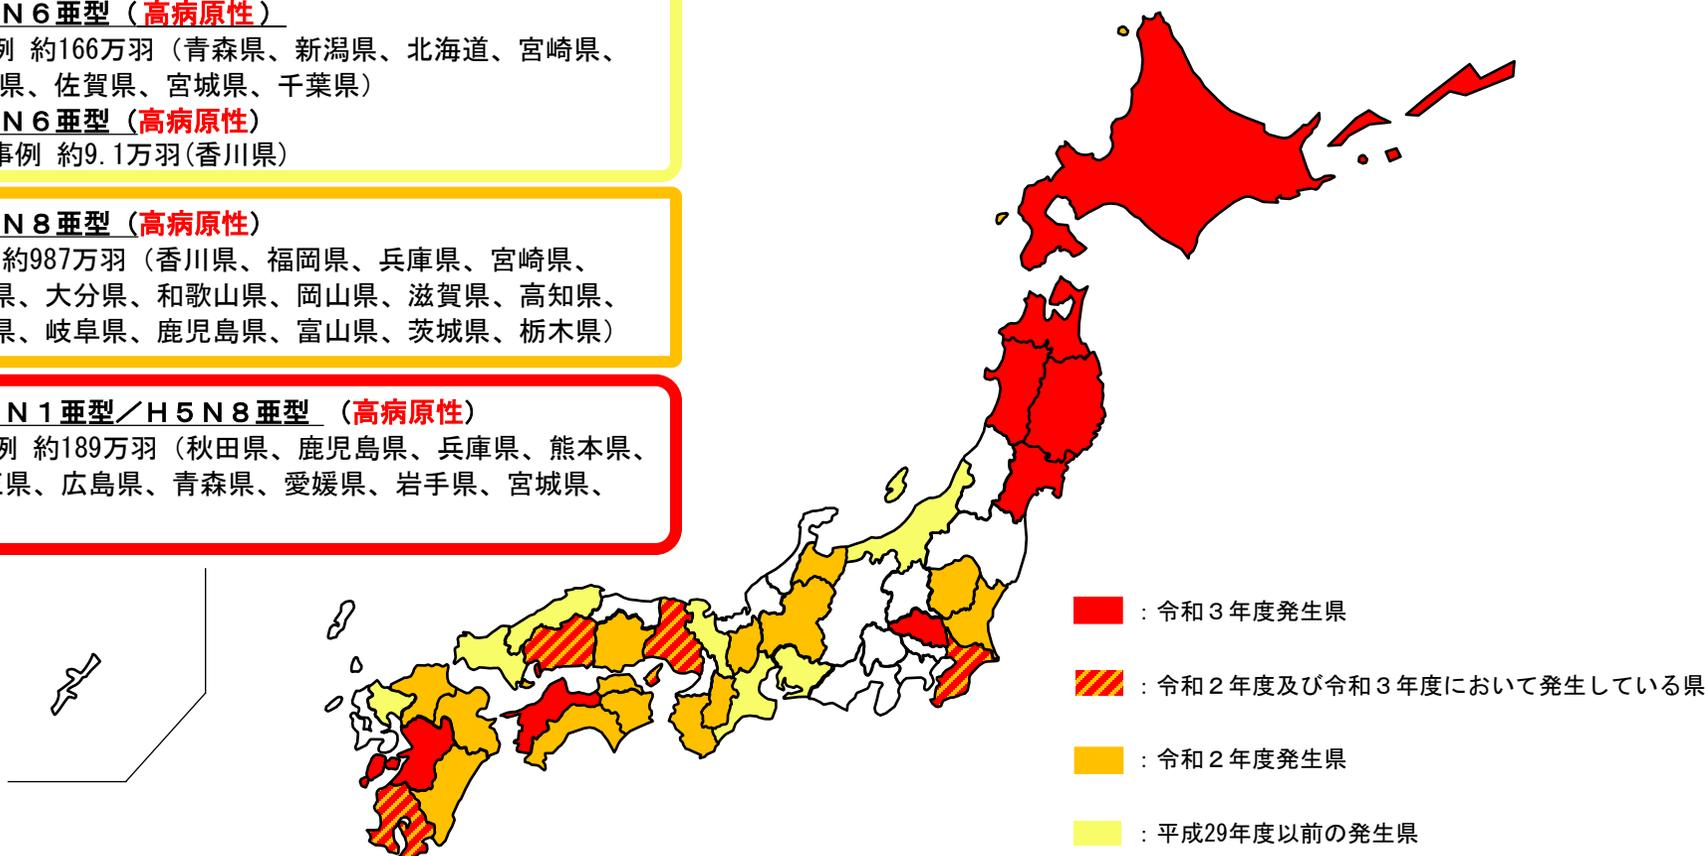 Ｎ６亜型（高病原性）
例 約166万羽（青森県、新潟県、北海道、宮崎県、
県、佐賀県、宮城県、千葉県）
Ｎ６亜型（高病原性）
事例 約9.1万羽(香川県)
Ｎ８亜型（高病原性）
約987万羽（香川県、福岡県、兵庫県、宮崎県、
県、大分県、和歌山県、岡山県、滋賀県、高知県、
県、岐阜県、鹿児島県、富山県、茨城県、栃木県）
Ｎ１亜型／Ｈ５Ｎ８亜型 （高病原性）
例 約189万羽（秋田県、鹿児島県、兵庫県、熊本県、
県、広島県、青森県、愛媛県、岩手県、宮城県、
：令和３年度発生県
：令和２年度及び令和３年度において発生している県
：令和２年度発生県
：平成29年度以前の発生県